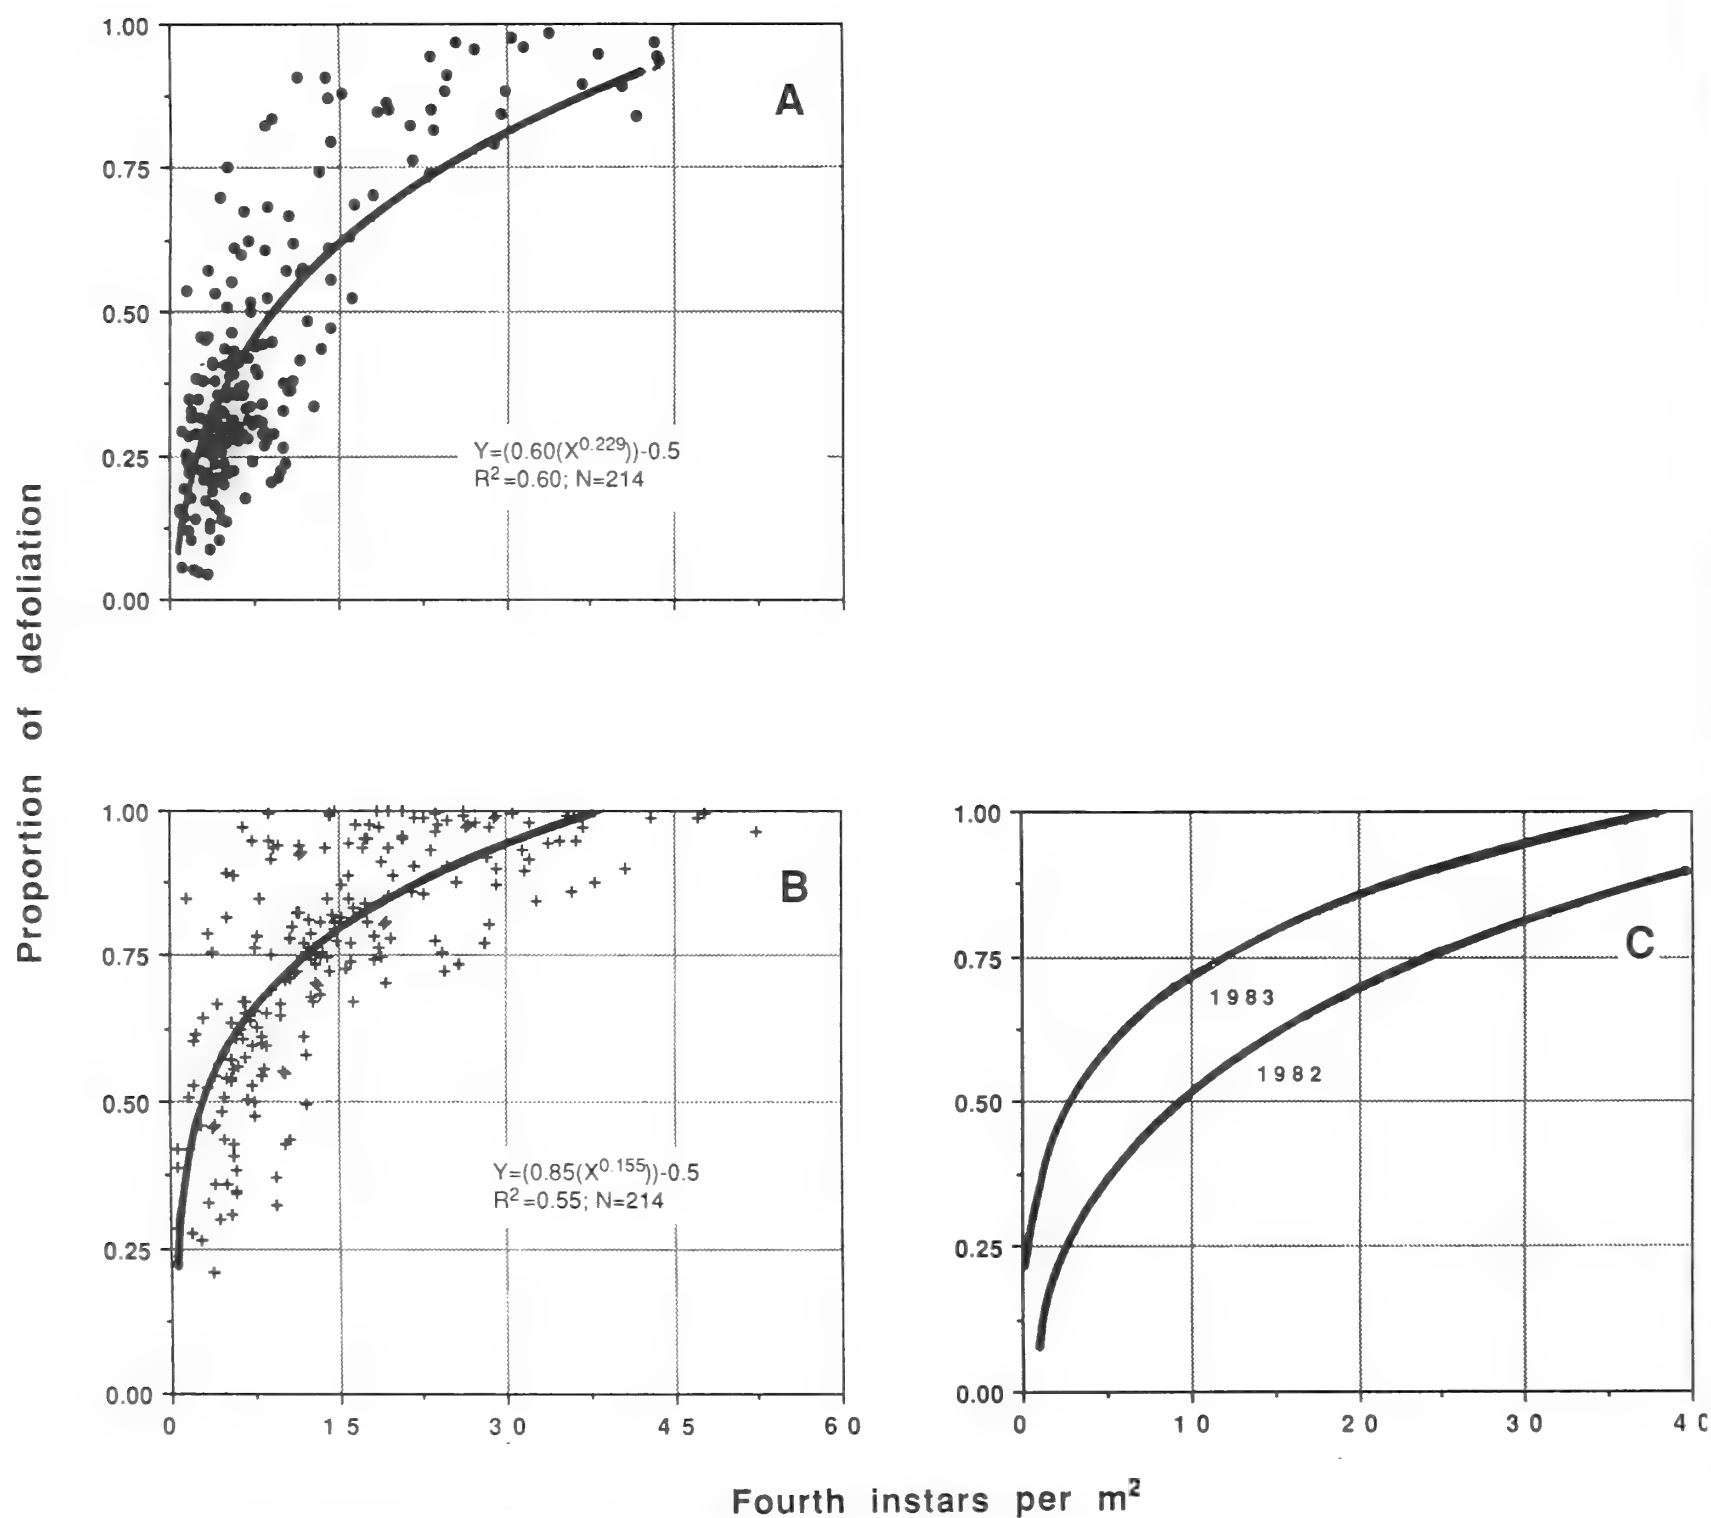 Proportion of defoliation
1.00
0.75
0.50
0.25
0.00
A
Y=(0.60(X^0.229))-0.5
R²=0.60; N=214
1.00
0.75
0.50
0.25
0.00
B
Y=(0.85(X^0.155))-0.5
R²=0.55; N=214
0 15 30 45 60
1.00
0.75
0.50
0.25
0.00
C
1983
1982
0 10 20 30 40
Fourth instars per m²